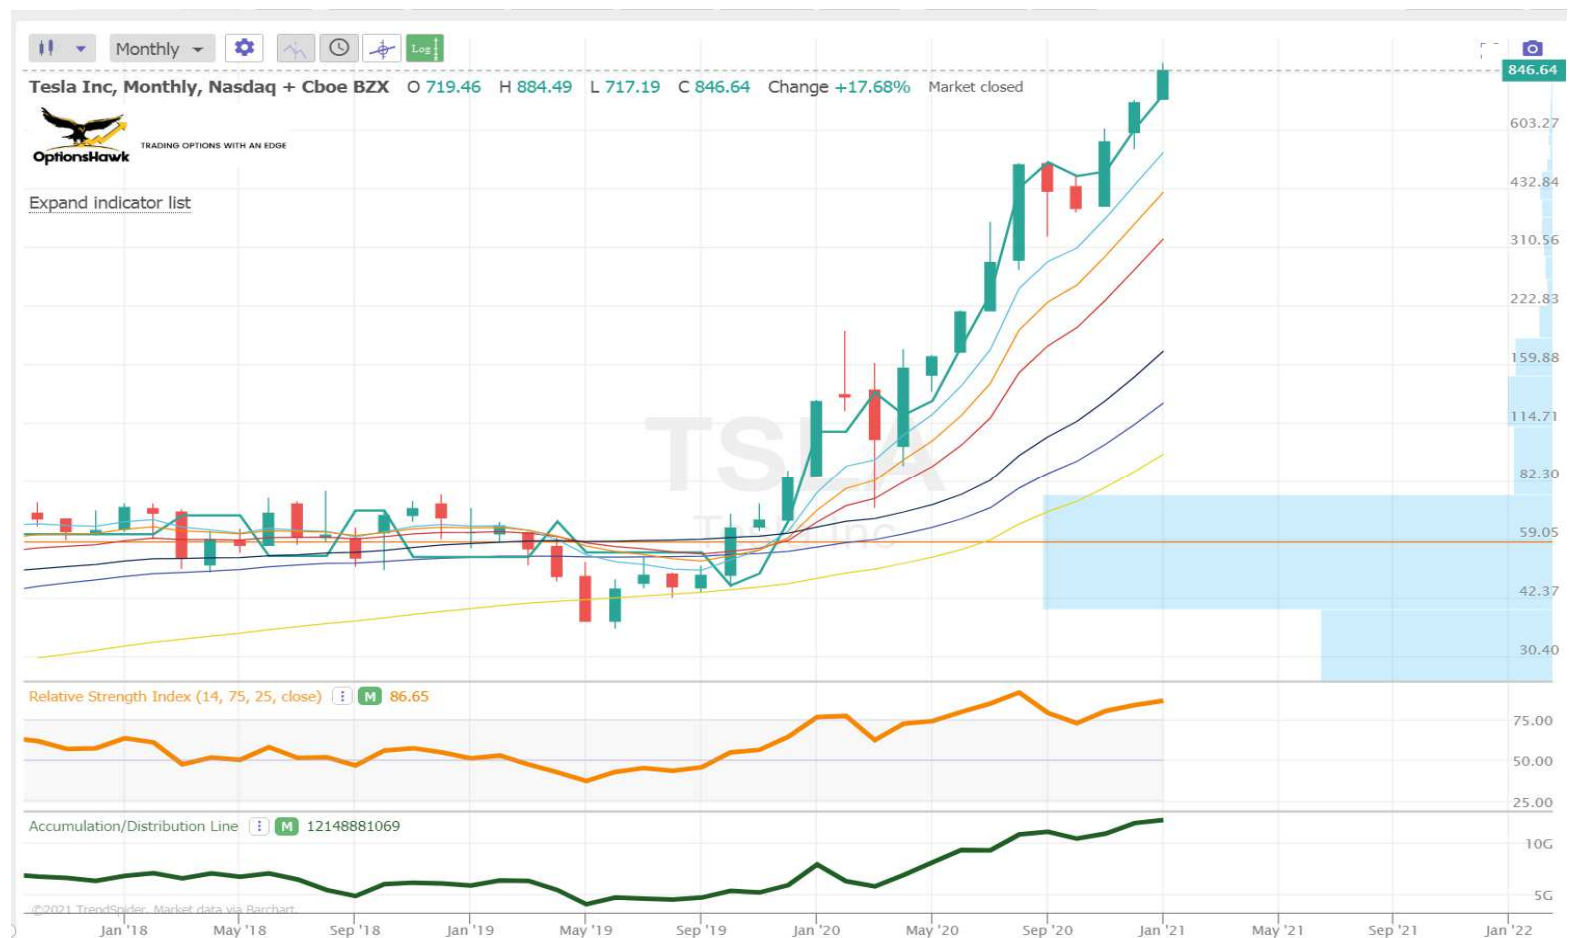 Monthly
Log
846.64
Tesla Inc, Monthly, Nasdaq + Cboe BZX O 719.46 H 884.49 L 717.19 C 846.64 Change +17.68% Market closed
OptionsHawk
TRADING OPTIONS WITH AN EDGE
Expand indicator list
603.27
432.84
310.56
222.83
159.88
114.71
82.30
59.05
42.37
30.40
TSLA
Tesla Inc
Relative Strength Index (14, 75, 25, close) M 86.65
75.00
50.00
25.00
Accumulation/Distribution Line M 12148881069
10G
5G
©2021 TrendSpider. Market data via Barchart.
Jan '18 May '18 Sep '18 Jan '19 May '19 Sep '19 Jan '20 May '20 Sep '20 Jan '21 May '21 Sep '21 Jan '22